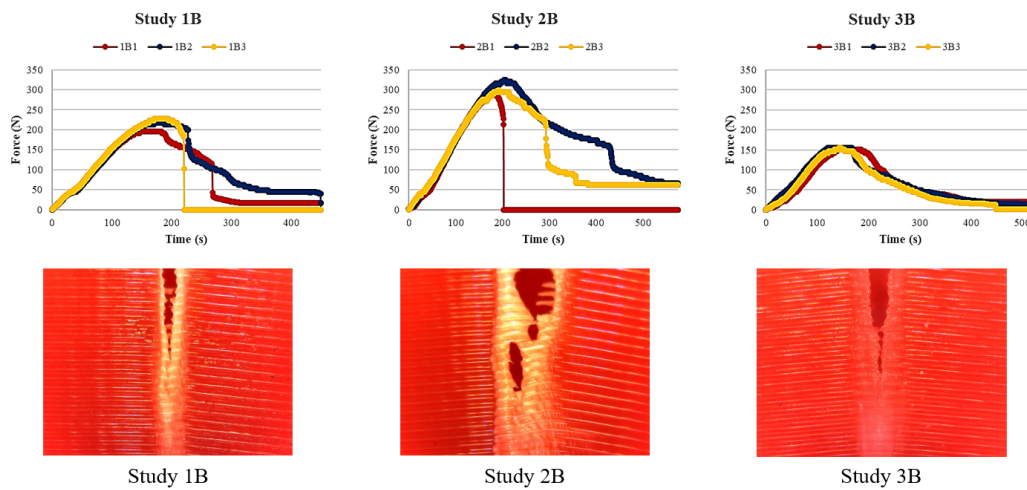 Study 1B
1B1 1B2 1B3
350
300
250
200
150
100
50
0
Force (N)
0 100 200 300 400
Time (s)
Study 2B
2B1 2B2 2B3
350
300
250
200
150
100
50
0
Force (N)
0 100 200 300 400 500
Time (s)
Study 3B
3B1 3B2 3B3
350
300
250
200
150
100
50
0
Force (N)
0 100 200 300 400 500
Time (s)
Study 1B
Study 2B
Study 3B